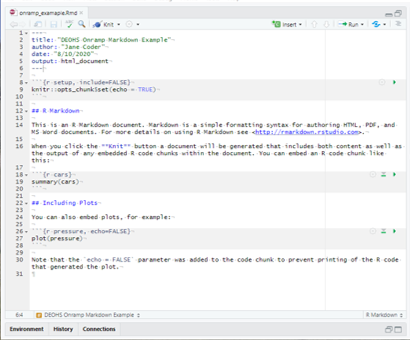 onramp_example.Rmd
Knit
Insert
Run
1 ---
2 title: "DEOHS Onramp Markdown Example"
3 author: "Jane Coder"
4 date: "8/10/2020"
5 output: html_document
6 ---
7
8 ```{r setup, include=FALSE}
9 knitr::opts_chunk$set(echo = TRUE)
10 ```
11
12 ## R Markdown
13
14 This is an R Markdown document. Markdown is a simple formatting syntax for authoring HTML, PDF, and
MS Word documents. For more details on using R Markdown see <http://rmarkdown.rstudio.com>.
15
16 When you click the **Knit** button a document will be generated that includes both content as well as
the output of any embedded R code chunks within the document. You can embed an R code chunk like
this:
17
18 ```{r cars}
19 summary(cars)
20 ```
21
22 ## Including Plots
23
24 You can also embed plots, for example:
25
26 ```{r pressure, echo=FALSE}
27 plot(pressure)
28 ```
29
30 Note that the `echo = FALSE` parameter was added to the code chunk to prevent printing of the R code
that generated the plot.
31
DEOHS Onramp Markdown Example
R Markdown
Environment History Connections